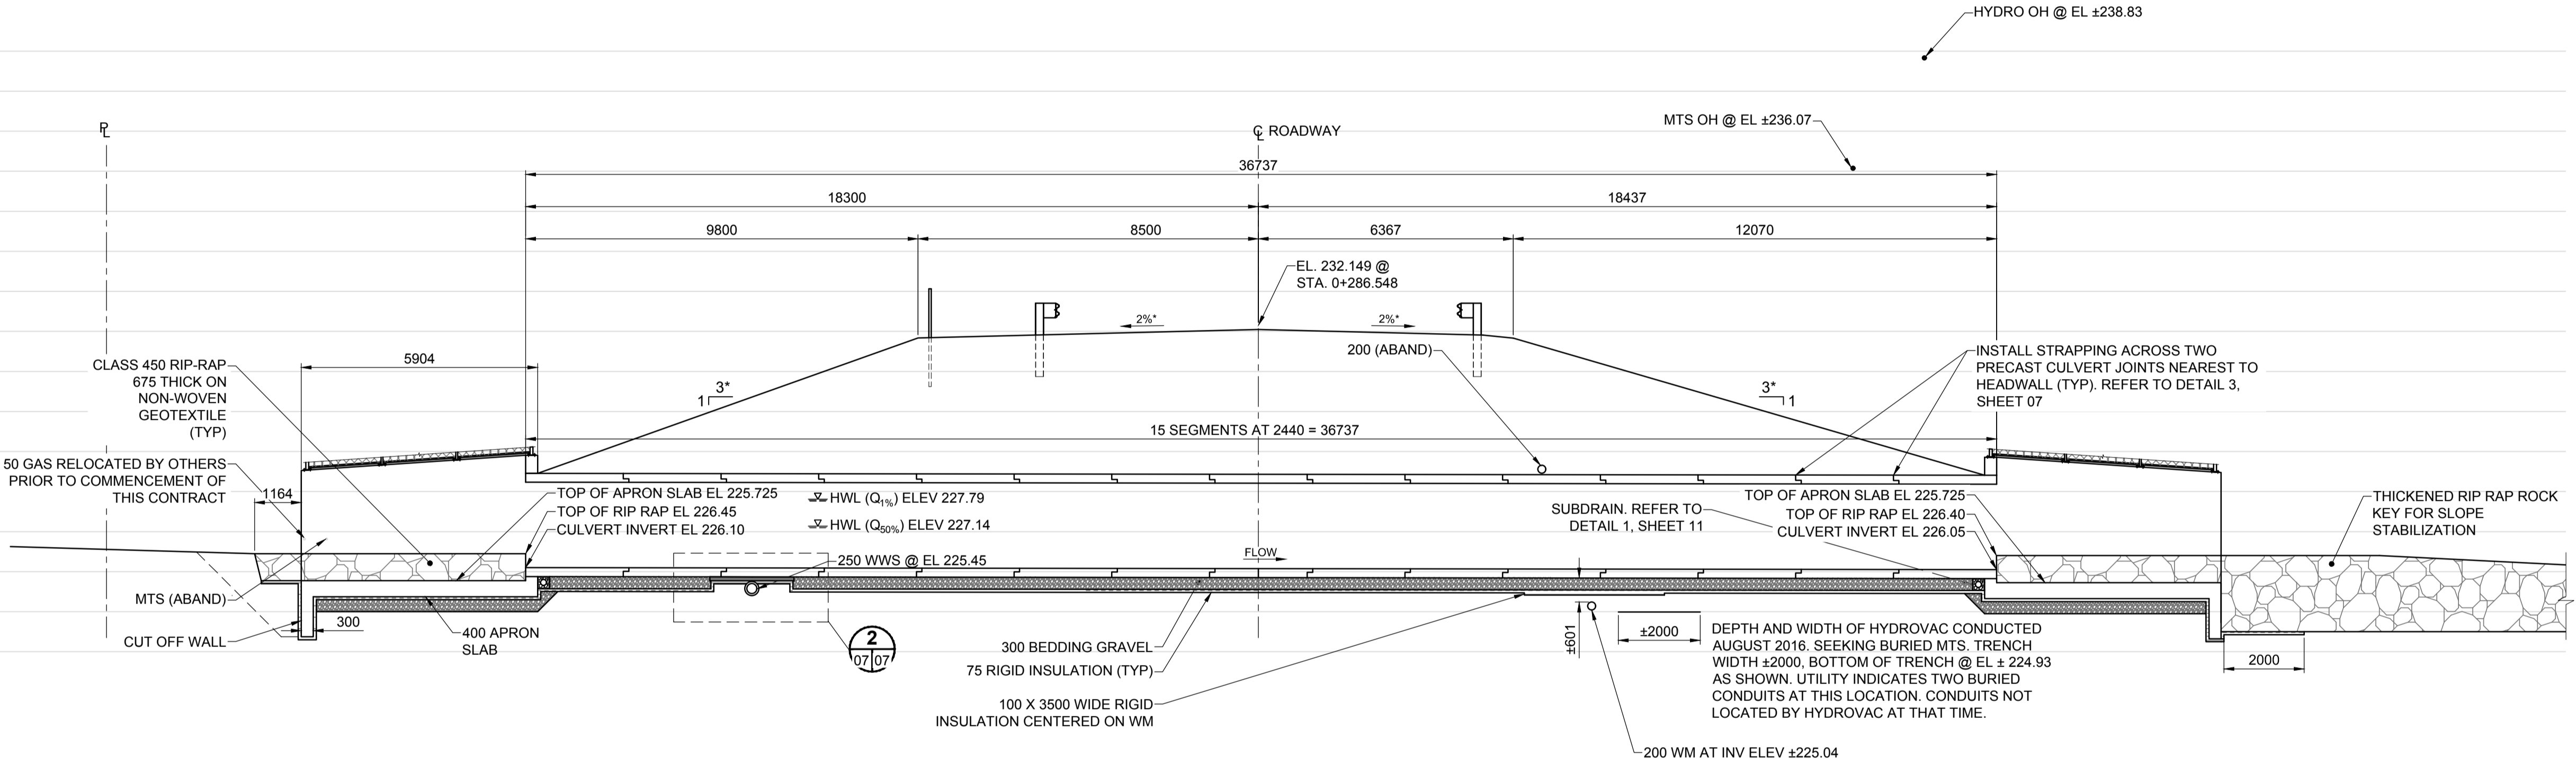 HYDRO OH @ EL ±238.83
MTS OH @ EL ±236.07
PL
CL ROADWAY
36737
18300
18437
9800
8500
6367
12070
EL. 232.149 @
STA. 0+286.548
2%*
2%*
200 (ABAND)
INSTALL STRAPPING ACROSS TWO
PRECAST CULVERT JOINTS NEAREST TO
HEADWALL (TYP). REFER TO DETAIL 3,
SHEET 07
CLASS 450 RIP-RAP
675 THICK ON
NON-WOVEN
GEOTEXTILE
(TYP)
5904
3*
1
3*
1
15 SEGMENTS AT 2440 = 36737
50 GAS RELOCATED BY OTHERS
PRIOR TO COMMENCEMENT OF
THIS CONTRACT
1164
TOP OF APRON SLAB EL 225.725
TOP OF RIP RAP EL 226.45
CULVERT INVERT EL 226.10
HWL (Q1%) ELEV 227.79
HWL (Q50%) ELEV 227.14
250 WWS @ EL 225.45
FLOW
SUBDRAIN. REFER TO
DETAIL 1, SHEET 11
TOP OF APRON SLAB EL 225.725
TOP OF RIP RAP EL 226.40
CULVERT INVERT EL 226.05
THICKENED RIP RAP ROCK
KEY FOR SLOPE
STABILIZATION
MTS (ABAND)
CUT OFF WALL
300
400 APRON
SLAB
2
07 07
300 BEDDING GRAVEL
75 RIGID INSULATION (TYP)
100 X 3500 WIDE RIGID
INSULATION CENTERED ON WM
±601
±2000
DEPTH AND WIDTH OF HYDROVAC CONDUCTED
AUGUST 2016. SEEKING BURIED MTS. TRENCH
WIDTH ±2000, BOTTOM OF TRENCH @ EL ± 224.93
AS SHOWN. UTILITY INDICATES TWO BURIED
CONDUITS AT THIS LOCATION. CONDUITS NOT
LOCATED BY HYDROVAC AT THAT TIME.
2000
200 WM AT INV ELEV ±225.04